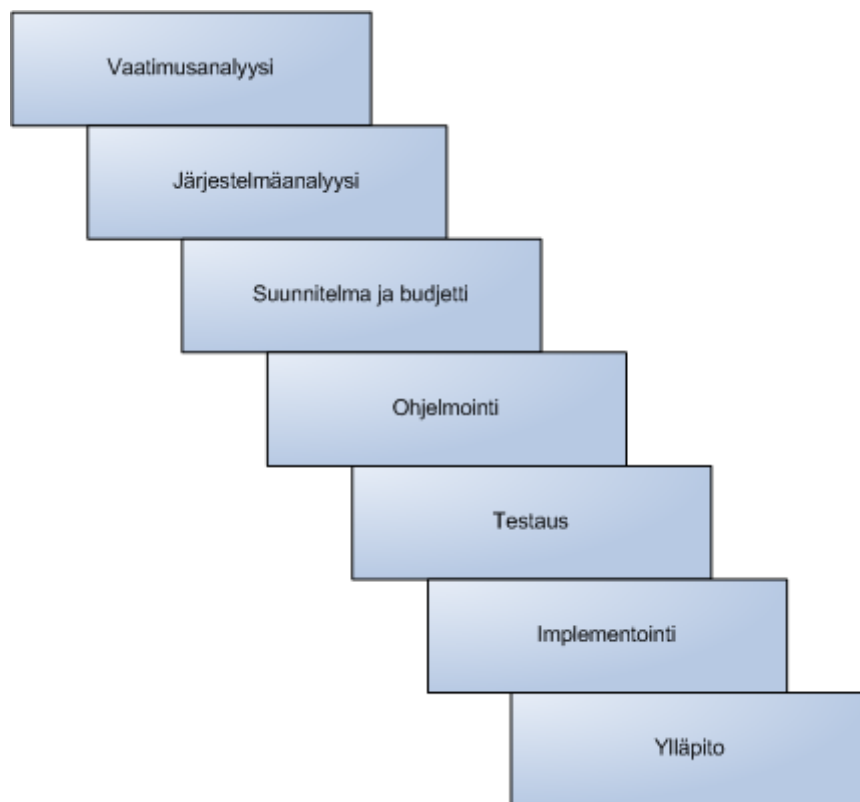 Vaatimusanalyysi
Järjestelmäanalyysi
Suunnitelma ja budjetti
Ohjelmointi
Testaus
Implementointi
Ylläpito